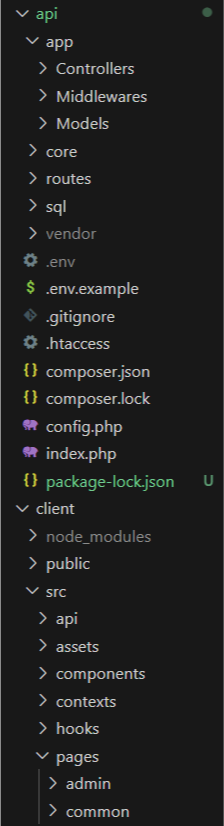 api
app
Controllers
Middlewares
Models
core
routes
sql
vendor
.env
$ .env.example
.gitignore
.htaccess
{} composer.json
{} composer.lock
config.php
index.php
{} package-lock.json U
client
node_modules
public
src
api
assets
components
contexts
hooks
pages
admin
common